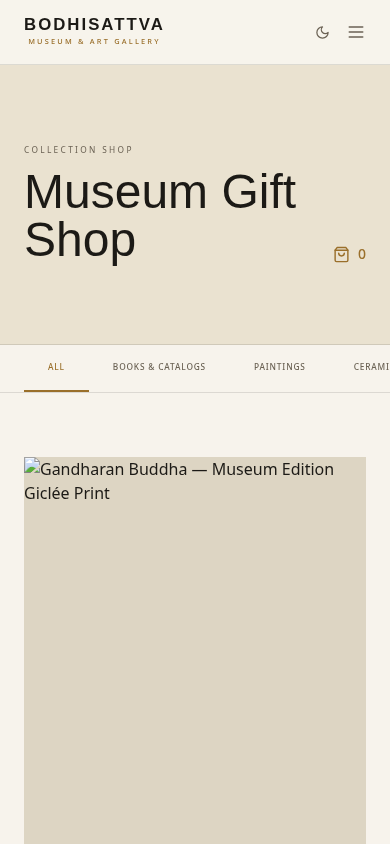 BODHISATTVA
MUSEUM & ART GALLERY
COLLECTION SHOP
Museum Gift
Shop
0
ALL BOOKS & CATALOGS PAINTINGS CERAMI
Gandharan Buddha — Museum Edition
Giclée Print